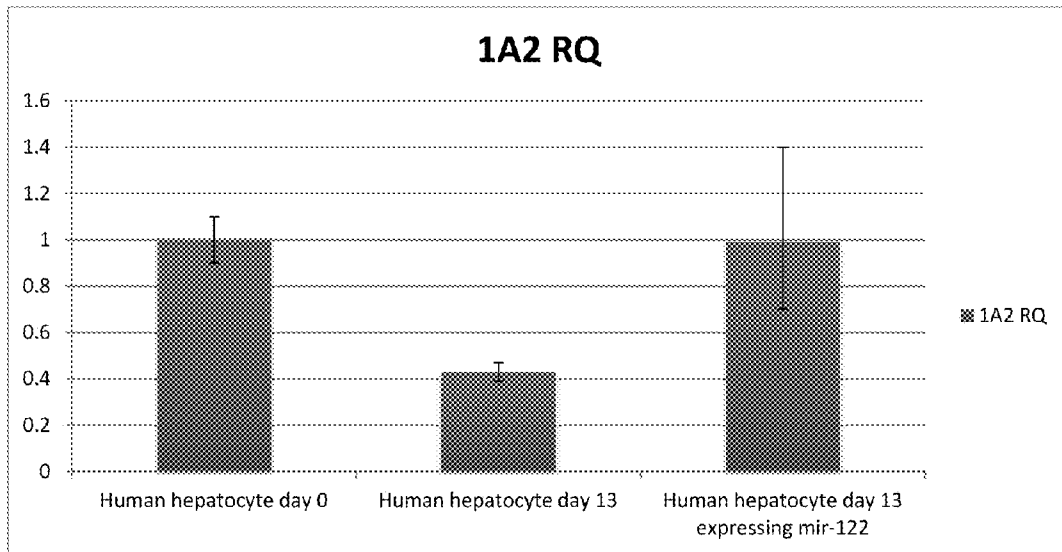 1A2 RQ
1.6
1.4
1.2
1
0.8
0.6
0.4
0.2
0
Human hepatocyte day 0
Human hepatocyte day 13
Human hepatocyte day 13
expressing mir-122
1A2 RQ